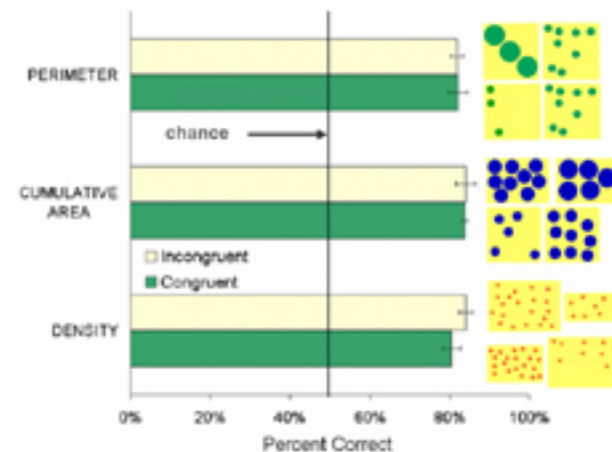 PERIMETER
chance
CUMULATIVE
AREA
Incongruent
Congruent
DENSITY
0% 20% 40% 60% 80% 100%
Percent Correct